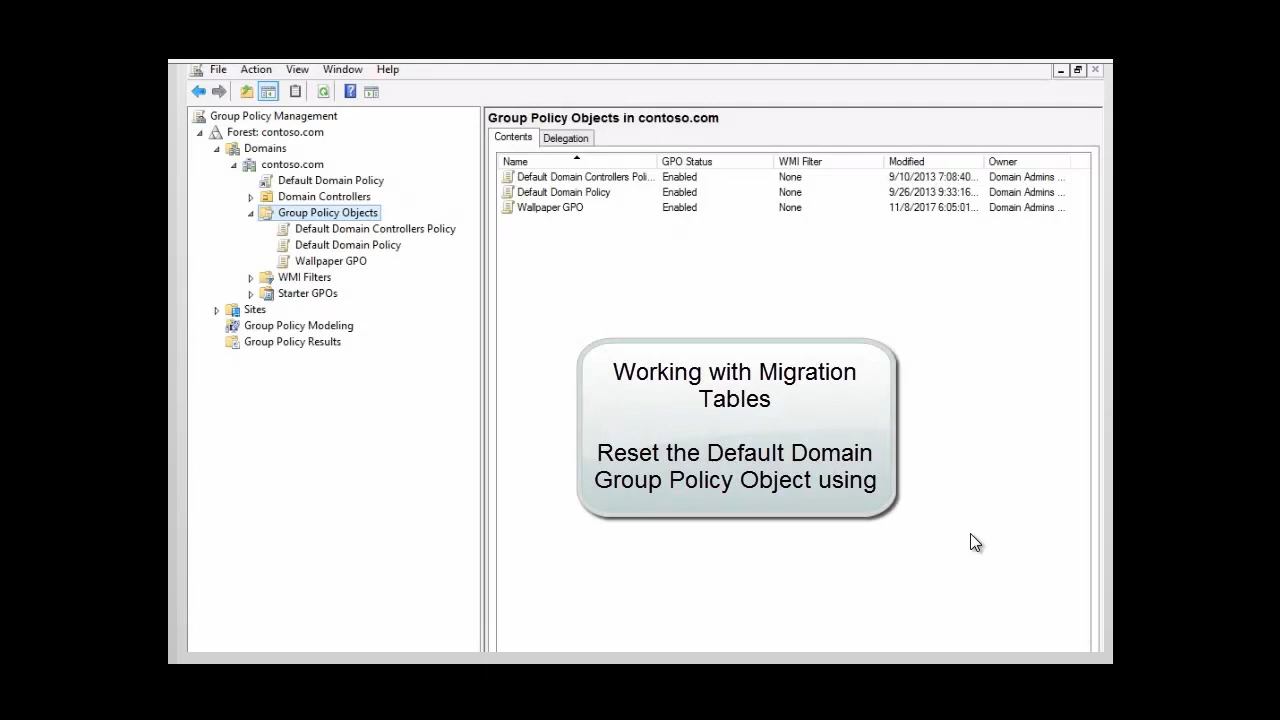 File Action View Window Help
Group Policy Management
Forest: contoso.com
Domains
contoso.com
Default Domain Policy
Domain Controllers
Group Policy Objects
Default Domain Controllers Policy
Default Domain Policy
Wallpaper GPO
WMI Filters
Starter GPOs
Sites
Group Policy Modeling
Group Policy Results
Group Policy Objects in contoso.com
Contents Delegation
Name GPO Status WMI Filter Modified Owner
Default Domain Controllers Poli... Enabled None 9/10/2013 7:08:40... Domain Admins ...
Default Domain Policy Enabled None 9/26/2013 9:33:16... Domain Admins ...
Wallpaper GPO Enabled None 11/8/2017 6:05:01... Domain Admins ...
Working with Migration
Tables
Reset the Default Domain
Group Policy Object using